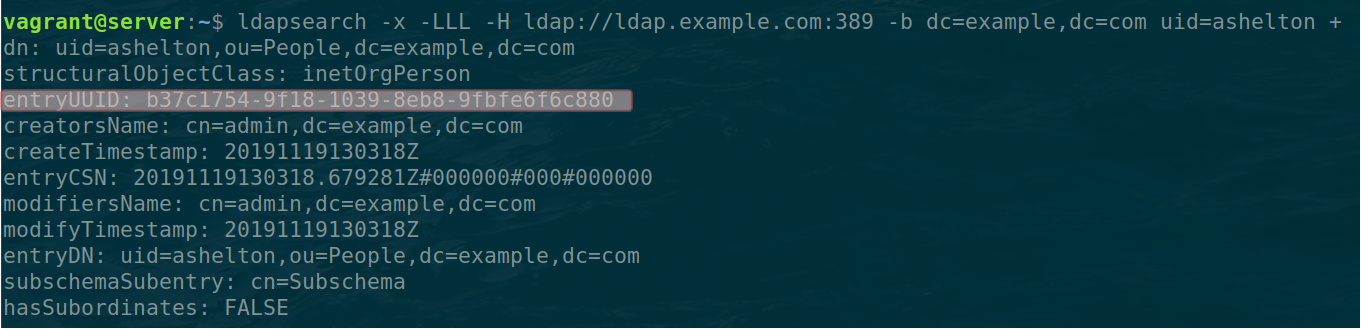 vagrant@server:~$ ldapsearch -x -LLL -H ldap://ldap.example.com:389 -b dc=example,dc=com uid=ashelton +
dn: uid=ashelton,ou=People,dc=example,dc=com
structuralObjectClass: inetOrgPerson
entryUUID: b37c1754-9f18-1039-8eb8-9fbfe6f6c880
creatorsName: cn=admin,dc=example,dc=com
createTimestamp: 20191119130318Z
entryCSN: 20191119130318.679281Z#000000#000#000000
modifiersName: cn=admin,dc=example,dc=com
modifyTimestamp: 20191119130318Z
entryDN: uid=ashelton,ou=People,dc=example,dc=com
subschemaSubentry: cn=Subschema
hasSubordinates: FALSE